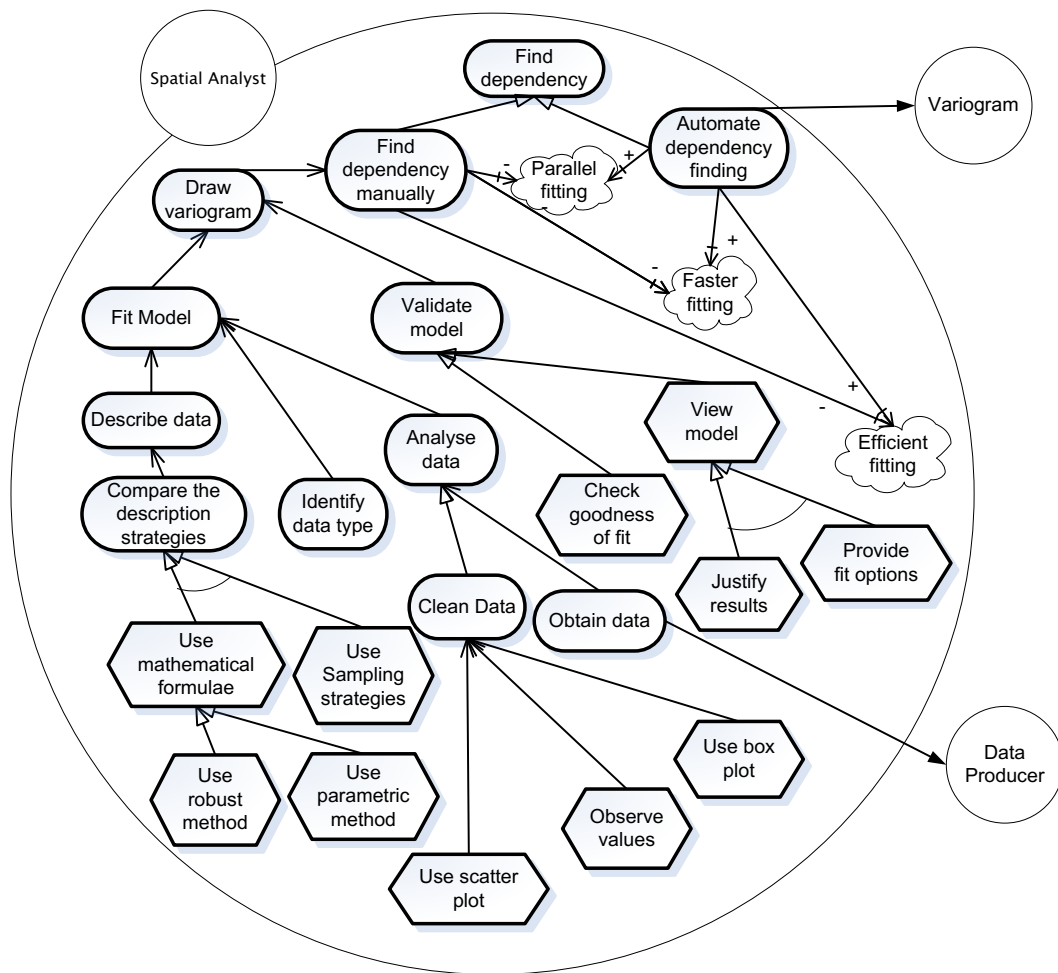 Spatial Analyst
Find
dependency
Variogram
Automate
dependency
finding
Find
dependency
manually
-
Parallel
fitting
+
Draw
variogram
-
+
-
Faster
fitting
Fit Model
Validate
model
+
-
View
model
Describe data
Analyse
data
Efficient
fitting
Compare the
description
strategies
Identify
data type
Check
goodness
of fit
Provide
fit options
Justify
results
Clean Data
Obtain data
Use
mathematical
formulae
Use
Sampling
strategies
Use box
plot
Data
Producer
Use
robust
method
Use
parametric
method
Observe
values
Use scatter
plot